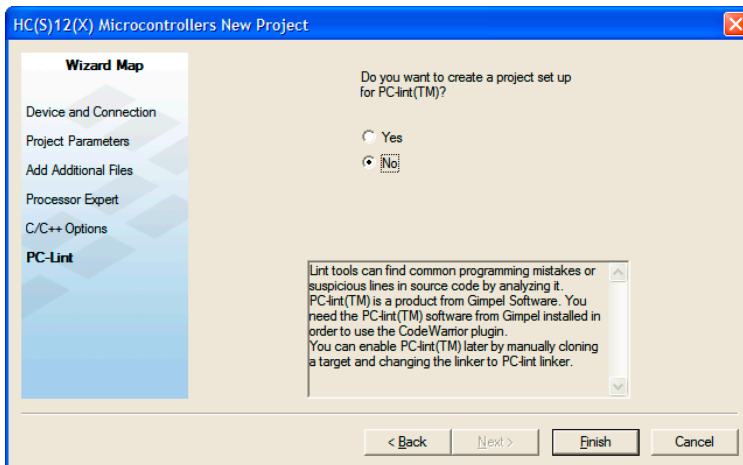 HC(S)12(X) Microcontrollers New Project
Wizard Map
Device and Connection
Project Parameters
Add Additional Files
Processor Expert
C/C++ Options
PC-Lint
Do you want to create a project set up
for PC-lint(TM)?
Yes
No
Lint tools can find common programming mistakes or
suspicious lines in source code by analyzing it.
PC-lint(TM) is a product from Gimpel Software. You
need the PC-lint(TM) software from Gimpel installed in
order to use the CodeWarrior plugin.
You can enable PC-lint(TM) later by manually cloning
a target and changing the linker to PC-lint linker.
< Back
Next >
Finish
Cancel